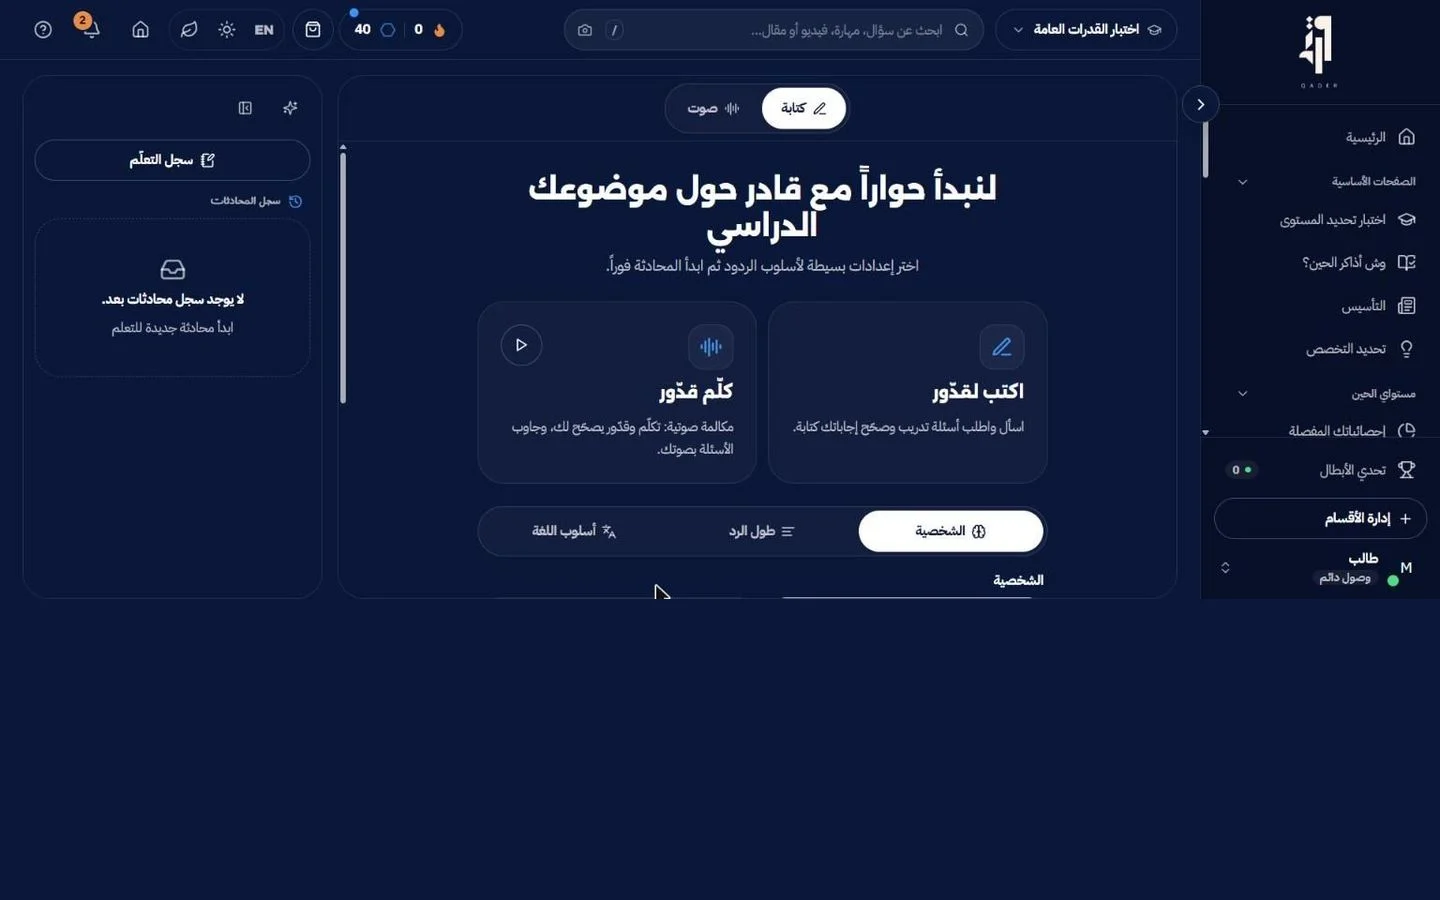 قادر
QADER
اختبار القدرات العامة
ابحث عن سؤال، مهارة، فيديو أو مقال...
/
0
40
EN
2
الرئيسية
الصفحات الأساسية
اختبار تحديد المستوى
وش أذاكر الحين؟
التأسيس
تحديد التخصص
مستواي الحين
إحصائياتك المفصلة
تحدي الأبطال
0
إدارة الأقسام
M
طالب
وصول دائم
كتابة
صوت
لنبدأ حواراً مع قادر حول موضوعك
الدراسي
اختر إعدادات بسيطة لأسلوب الردود ثم ابدأ المحادثة فوراً.
اكتب لقدّور
اسأل واطلب أسئلة تدريب وصحّح إجاباتك كتابة.
كلّم قدّور
مكالمة صوتية: تكلّم وقدّور يصحّح لك، وجاوب
الأسئلة بصوتك.
الشخصية
طول الرد
أسلوب اللغة
الشخصية
سجل التعلّم
سجل المحادثات
لا يوجد سجل محادثات بعد.
ابدأ محادثة جديدة للتعلم